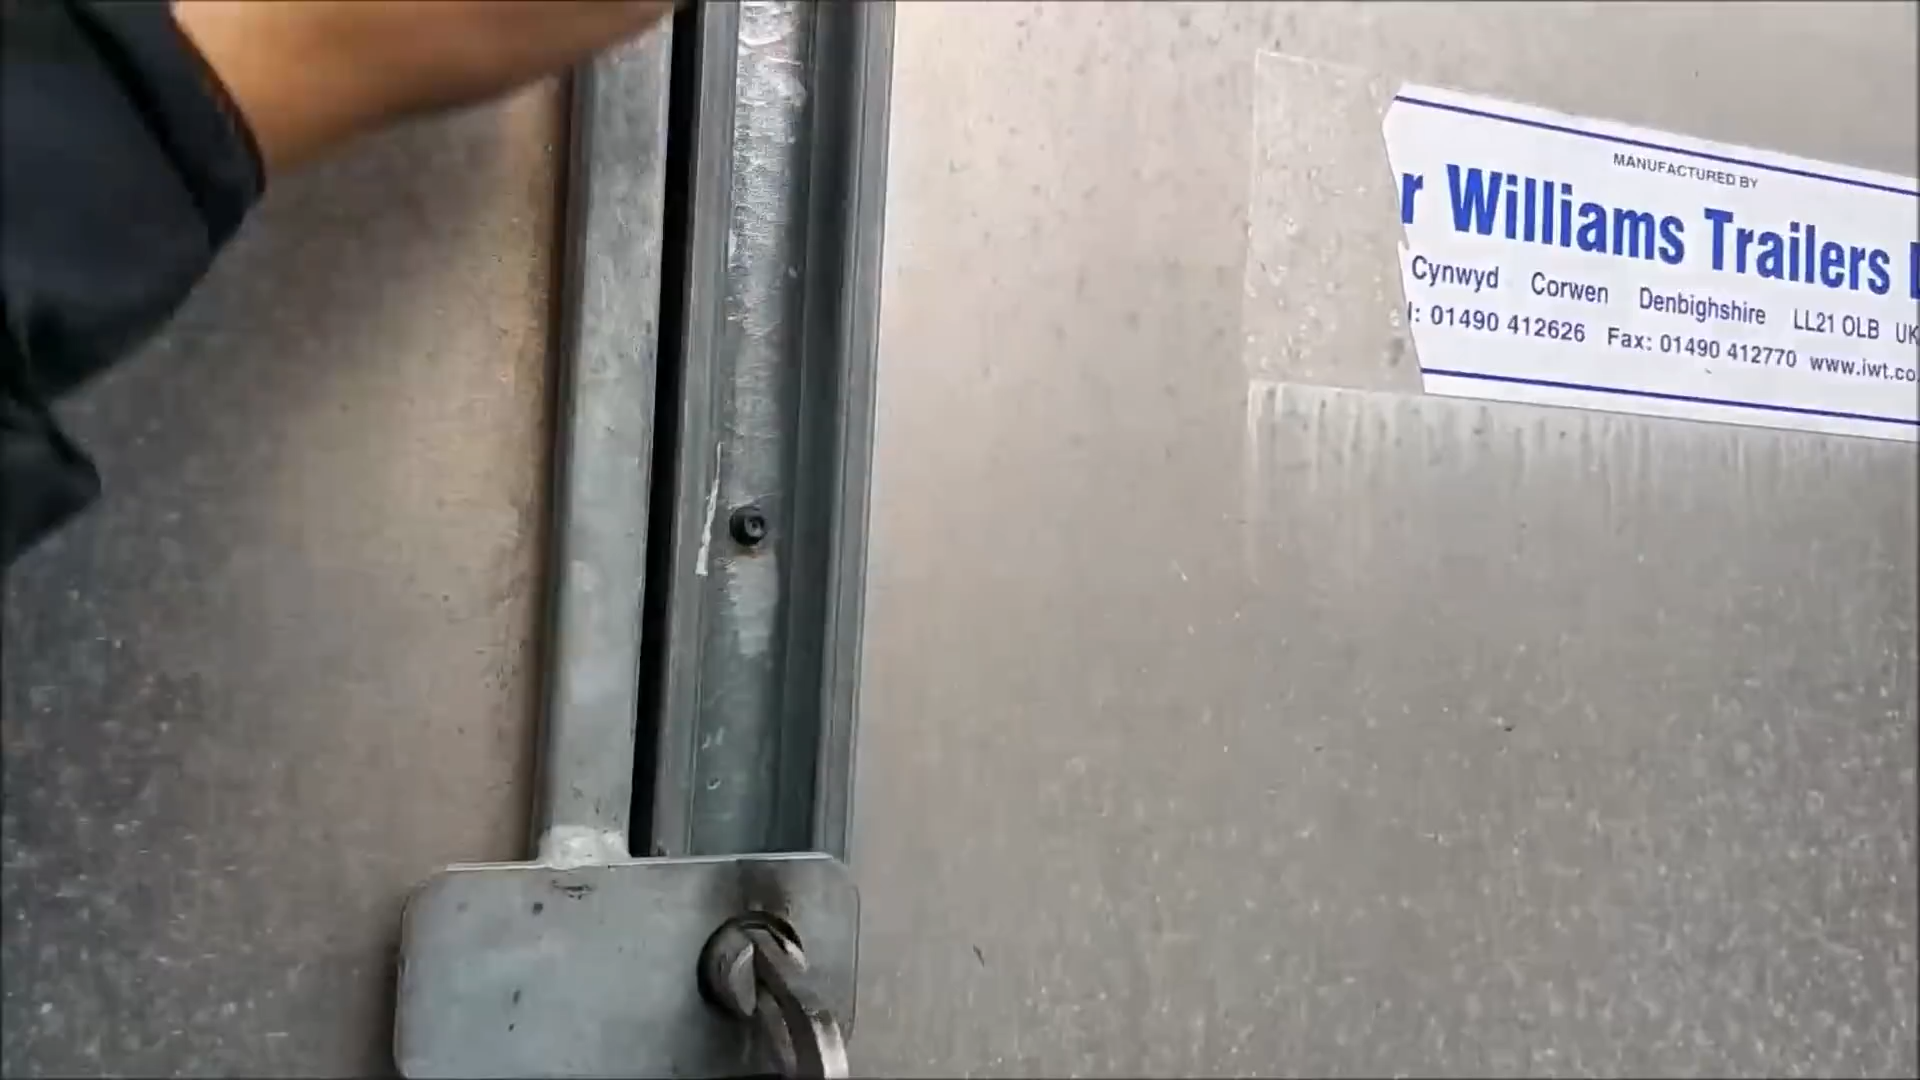 MANUFACTURED BY
r Williams Trailers
Cynwyd Corwen Denbighshire LL21 OLB UK
l: 01490 412626 Fax: 01490 412770 www.iwt.co.